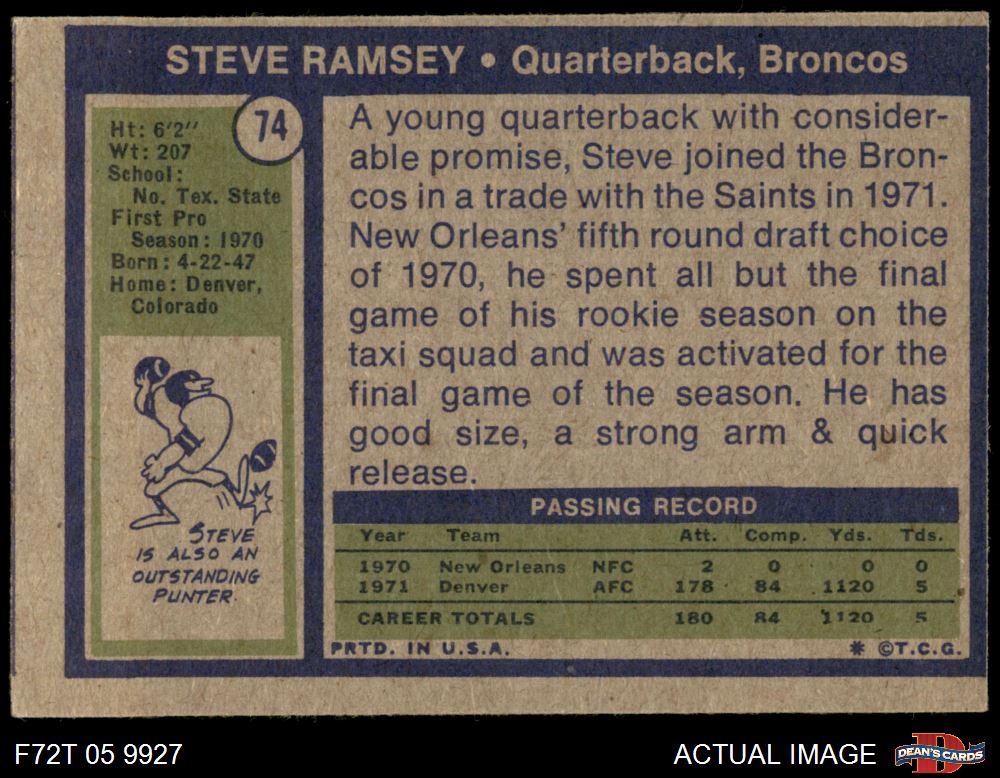 STEVE RAMSEY • Quarterback, Broncos
74
Ht: 6'2"
Wt: 207
School:
No. Tex. State
First Pro
Season: 1970
Born: 4-22-47
Home: Denver,
Colorado
STEVE
IS ALSO AN
OUTSTANDING
PUNTER.
A young quarterback with consider-
able promise, Steve joined the Bron-
cos in a trade with the Saints in 1971.
New Orleans' fifth round draft choice
of 1970, he spent all but the final
game of his rookie season on the
taxi squad and was activated for the
final game of the season. He has
good size, a strong arm & quick
release.
PASSING RECORD
Year Team Att. Comp. Yds. Tds.
1970 New Orleans NFC 2 0 0 0
1971 Denver AFC 178 84 1120 5
CAREER TOTALS 180 84 1120 5
PRTD. IN U.S.A. * ©T.C.G.
F72T 05 9927 ACTUAL IMAGE DEAN'S CARDS